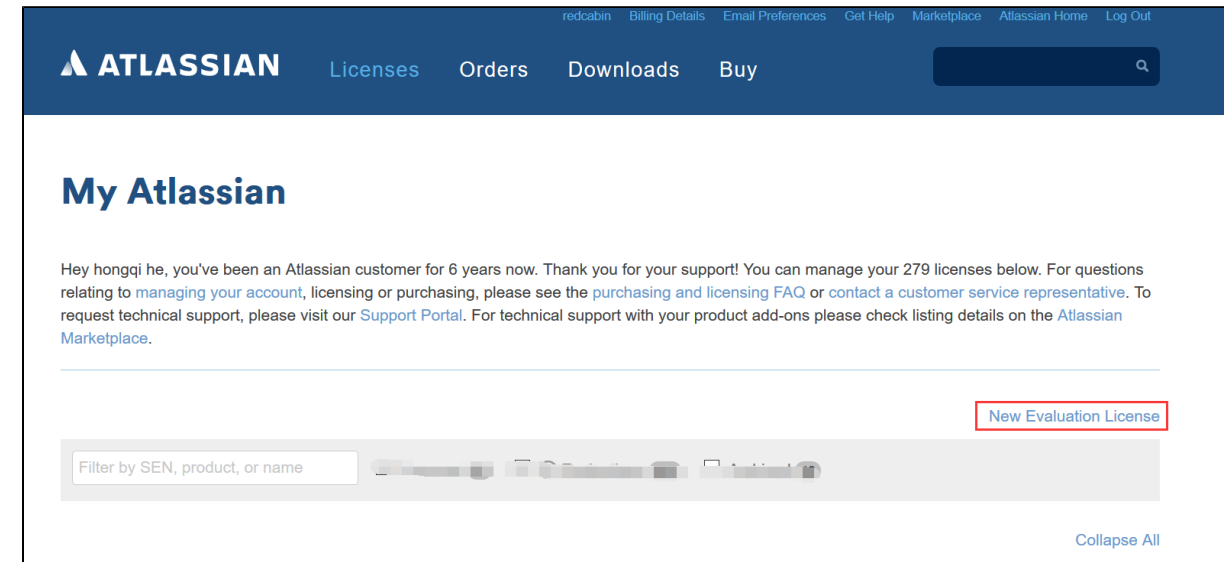 redcabin Billing Details Email Preferences Get Help Marketplace Atlassian Home Log Out
ATLASSIAN Licenses Orders Downloads Buy
My Atlassian
Hey hongqi he, you've been an Atlassian customer for 6 years now. Thank you for your support! You can manage your 279 licenses below. For questions
relating to managing your account, licensing or purchasing, please see the purchasing and licensing FAQ or contact a customer service representative. To
request technical support, please visit our Support Portal. For technical support with your product add-ons please check listing details on the Atlassian
Marketplace.
New Evaluation License
Filter by SEN, product, or name
Collapse All